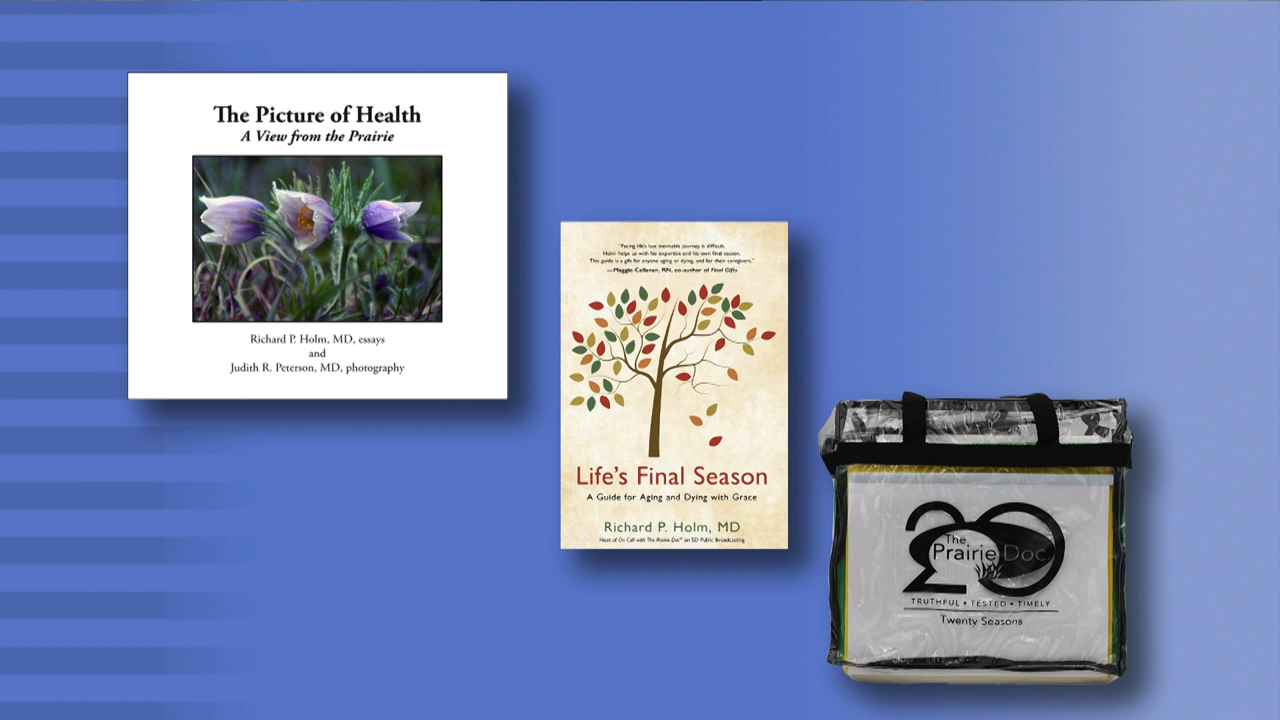 The Picture of Health
A View from the Prairie
Richard P. Holm, MD, essays
and
Judith R. Peterson, MD, photography
"Facing life's last inevitable journey is difficult.
Holm helps us with his expertise and his own final season.
This guide is a gift for anyone aging or dying, and for their caregivers."
—Maggie Callanan, RN, co-author of Final Gifts
Life's Final Season
A Guide for Aging and Dying with Grace
Richard P. Holm, MD
Host of On Call with The Prairie Doc® on SD Public Broadcasting
20
The
Prairie Doc
TRUTHFUL • TESTED • TIMELY
Twenty Seasons